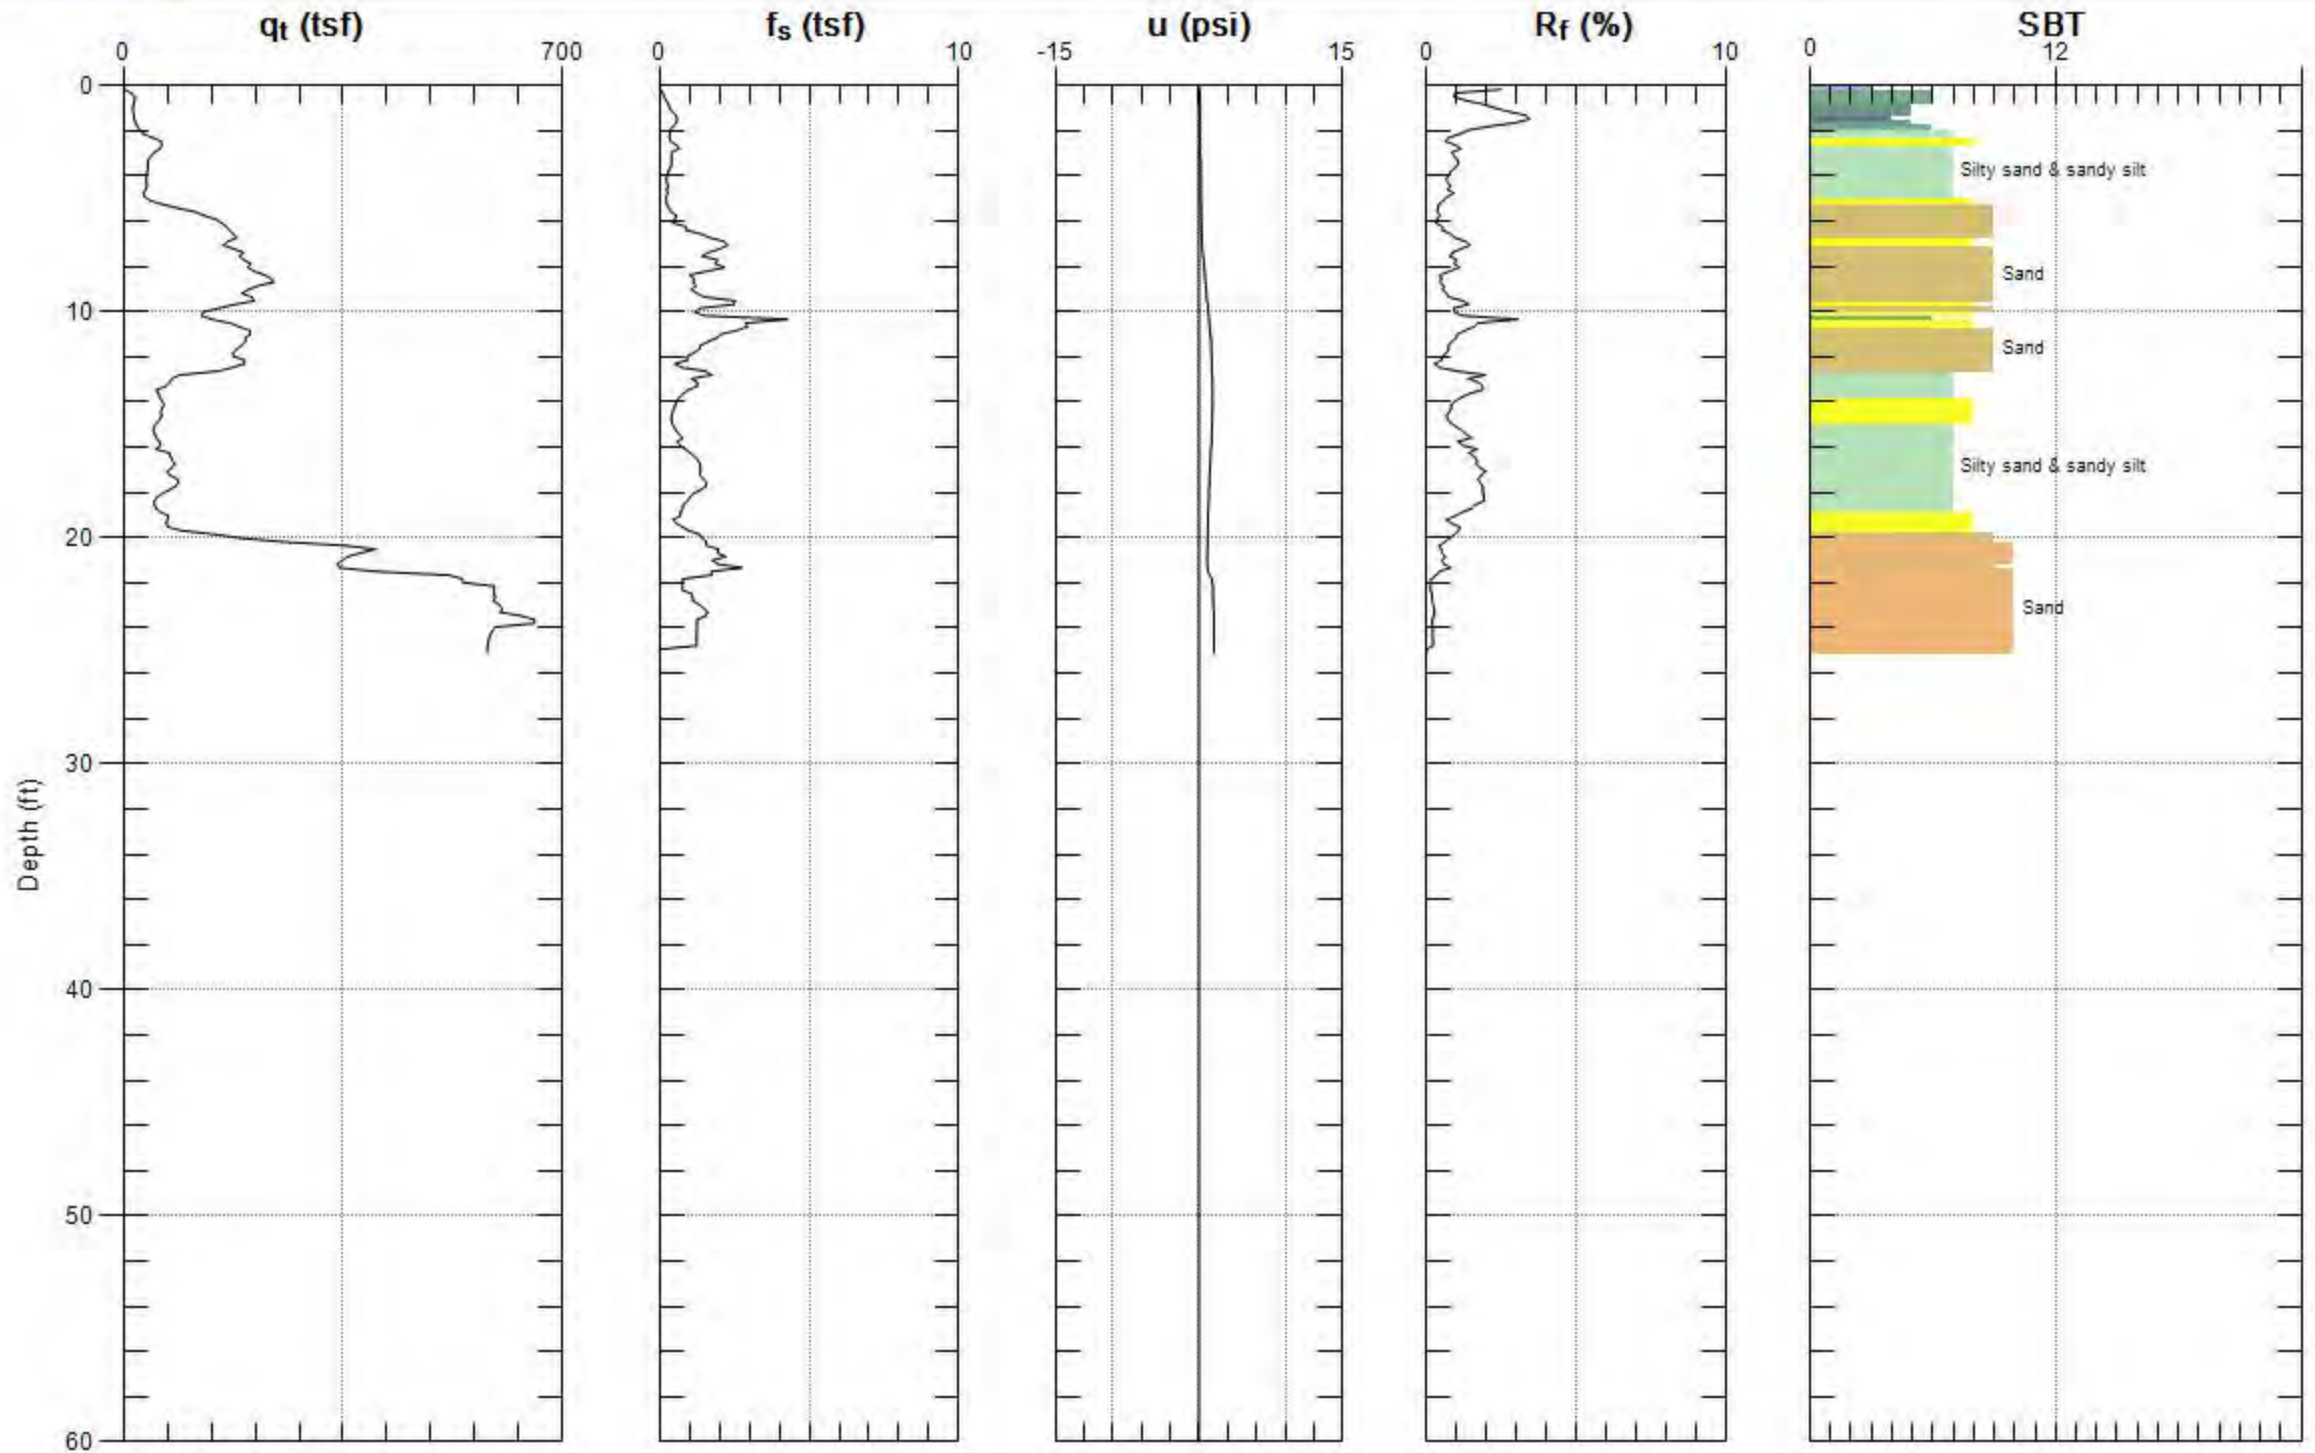 qt (tsf) fs (tsf) u (psi) Rf (%) SBT
0 700 0 10 -15 15 0 10 0 12
0
Silty sand & sandy silt
Sand
10
Sand
Silty sand & sandy silt
20
Sand
30
Depth (ft)
40
50
60